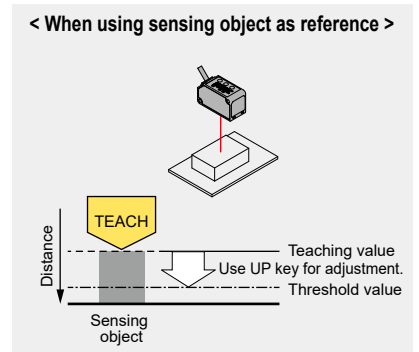 < When using sensing object as reference >
TEACH
Distance
Teaching value
Use UP key for adjustment.
Threshold value
Sensing
object